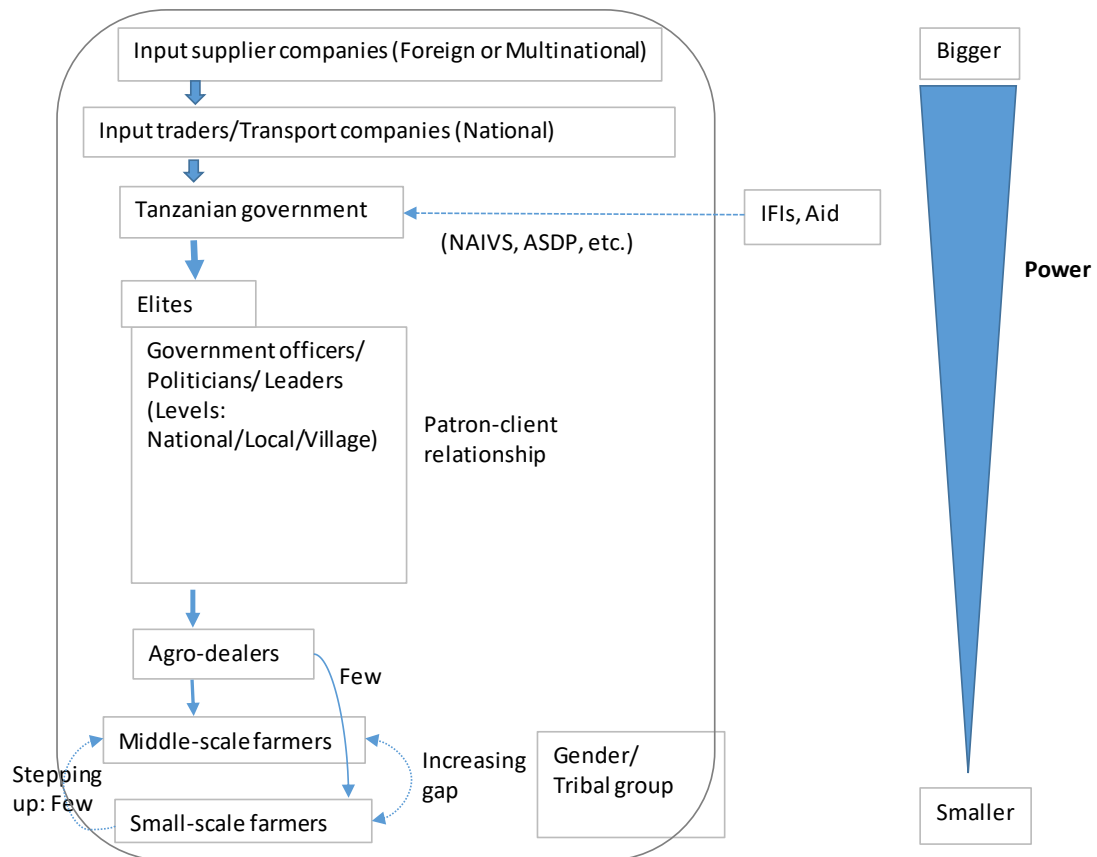 Input supplier companies (Foreign or Multinational)
Bigger
Input traders/Transport companies (National)
Tanzanian government
IFIs, Aid
(NAIVS, ASDP, etc.)
Power
Elites
Government officers/
Politicians/ Leaders
(Levels:
National/Local/Village)
Patron-client
relationship
Agro-dealers
Few
Middle-scale farmers
Stepping
up: Few
Increasing
gap
Gender/
Tribal group
Small-scale farmers
Smaller